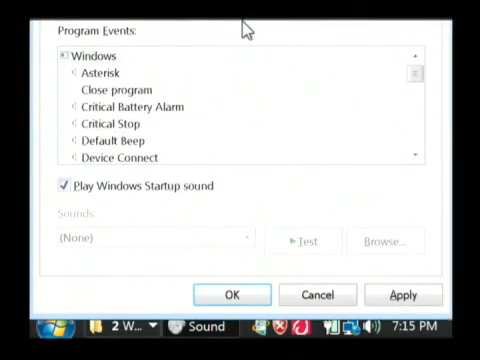 Program Events:
Windows
Asterisk
Close program
Critical Battery Alarm
Critical Stop
Default Beep
Device Connect
Play Windows Startup sound
Sounds:
(None)
Test
Browse...
OK
Cancel
Apply
2 W...
Sound
7:15 PM